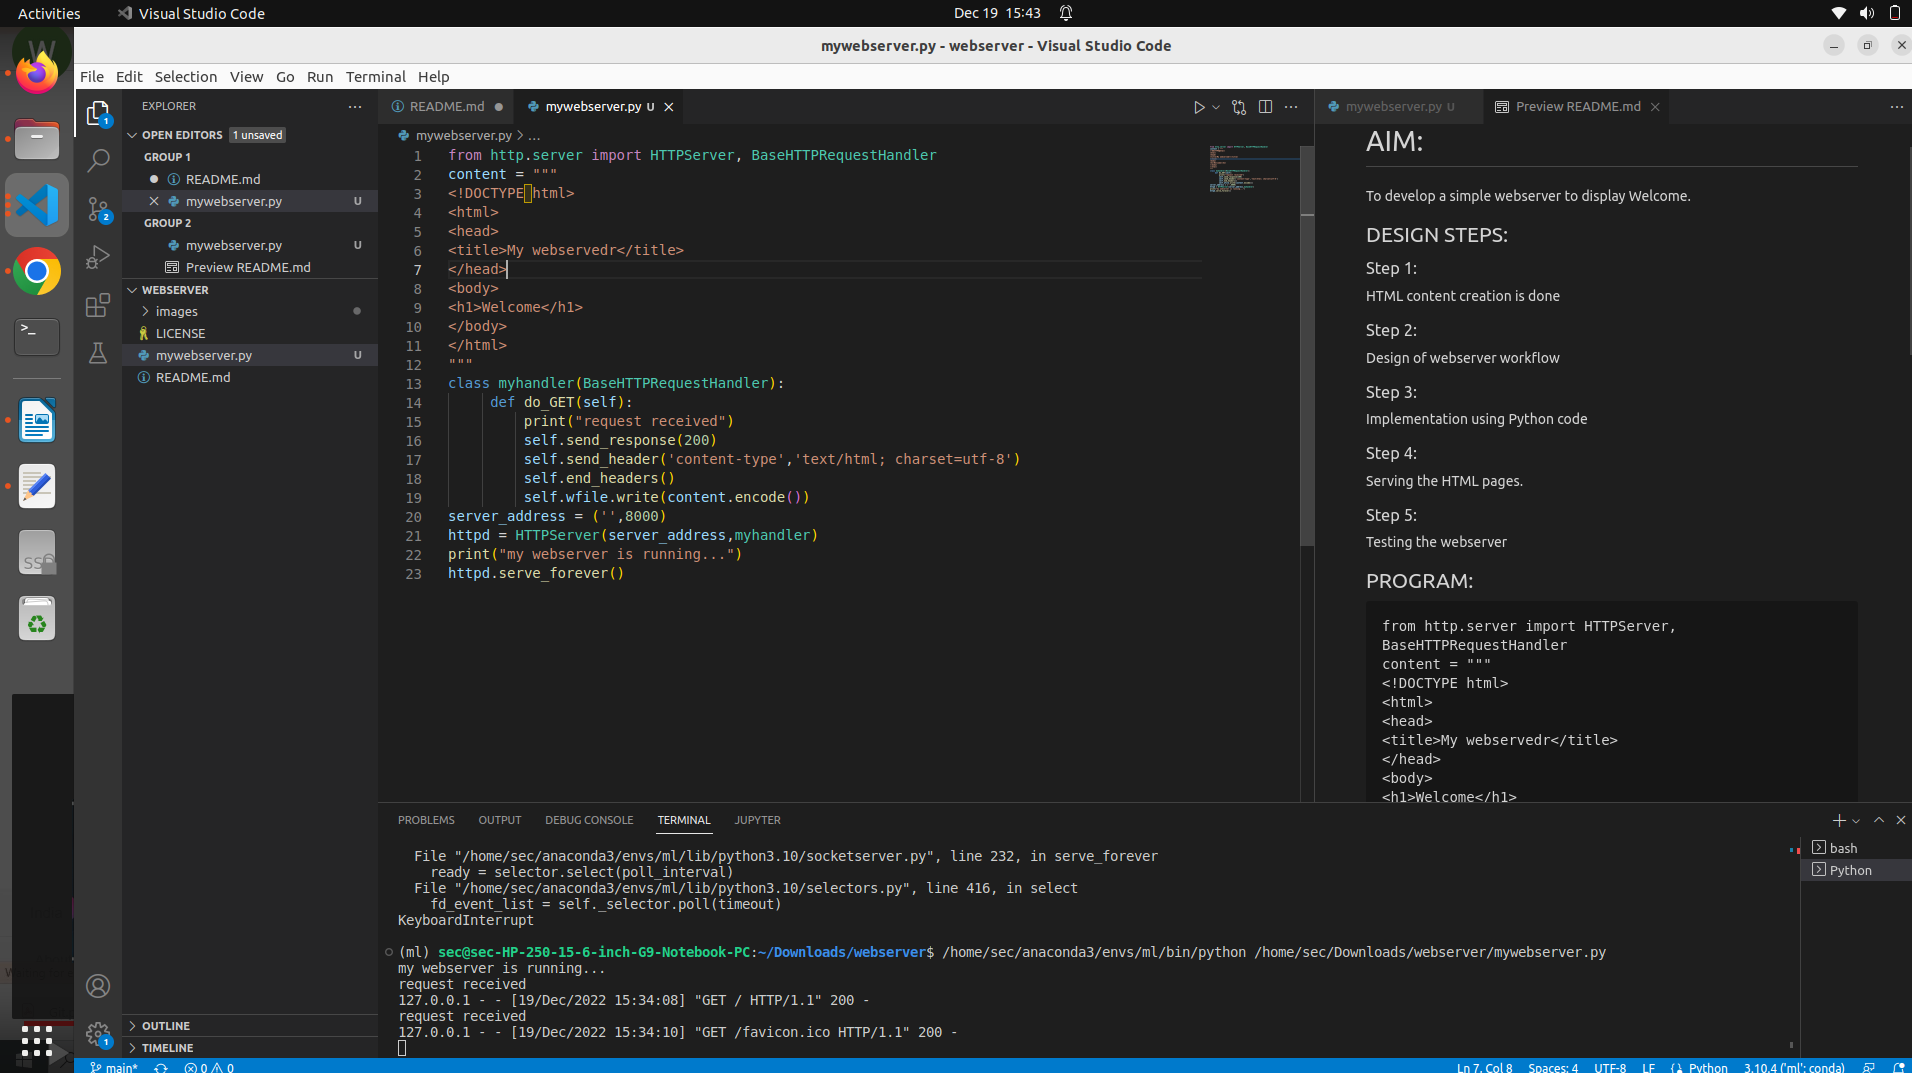 Activities
Visual Studio Code
Dec 19 15:43
mywebserver.py - webserver - Visual Studio Code
File Edit Selection View Go Run Terminal Help
EXPLORER
OPEN EDITORS 1 unsaved
GROUP 1
README.md
mywebserver.py U
GROUP 2
mywebserver.py U
Preview README.md
WEBSERVER
images
LICENSE
mywebserver.py U
README.md
OUTLINE
TIMELINE
README.md
mywebserver.py U
mywebserver.py > ...
1 from http.server import HTTPServer, BaseHTTPRequestHandler
2 content = """
3 <!DOCTYPE html>
4 <html>
5 <head>
6 <title>My webservedr</title>
7 </head>
8 <body>
9 <h1>Welcome</h1>
10 </body>
11 </html>
12 """
13 class myhandler(BaseHTTPRequestHandler):
14 def do_GET(self):
15 print("request received")
16 self.send_response(200)
17 self.send_header('content-type','text/html; charset=utf-8')
18 self.end_headers()
19 self.wfile.write(content.encode())
20 server_address = ('',8000)
21 httpd = HTTPServer(server_address,myhandler)
22 print("my webserver is running...")
23 httpd.serve_forever()
mywebserver.py U
Preview README.md
AIM:
To develop a simple webserver to display Welcome.
DESIGN STEPS:
Step 1:
HTML content creation is done
Step 2:
Design of webserver workflow
Step 3:
Implementation using Python code
Step 4:
Serving the HTML pages.
Step 5:
Testing the webserver
PROGRAM:
from http.server import HTTPServer,
BaseHTTPRequestHandler
content = """
<!DOCTYPE html>
<html>
<head>
<title>My webservedr</title>
</head>
<body>
<h1>Welcome</h1>
PROBLEMS OUTPUT DEBUG CONSOLE TERMINAL JUPYTER
File "/home/sec/anaconda3/envs/ml/lib/python3.10/socketserver.py", line 232, in serve_forever
ready = selector.select(poll_interval)
File "/home/sec/anaconda3/envs/ml/lib/python3.10/selectors.py", line 416, in select
fd_event_list = self._selector.poll(timeout)
KeyboardInterrupt
(ml) sec@sec-HP-250-15-6-inch-G9-Notebook-PC:~/Downloads/webserver$ /home/sec/anaconda3/envs/ml/bin/python /home/sec/Downloads/webserver/mywebserver.py
my webserver is running...
request received
127.0.0.1 - - [19/Dec/2022 15:34:08] "GET / HTTP/1.1" 200 -
request received
127.0.0.1 - - [19/Dec/2022 15:34:10] "GET /favicon.ico HTTP/1.1" 200 -
bash
Python
main* 0 0
Ln 7, Col 8 Spaces: 4 UTF-8 LF Python 3.10.4 ('ml': conda)